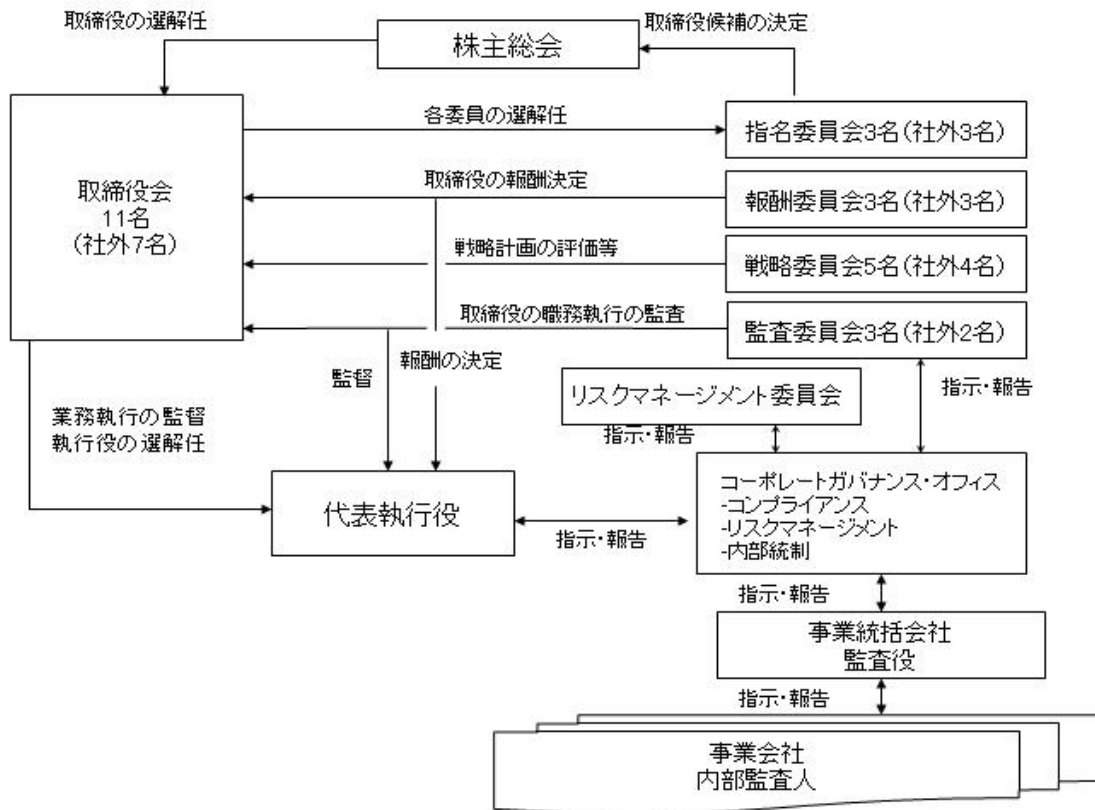 取締役の選解任
株主総会
取締役候補の決定
各委員の選解任
指名委員会3名(社外3名)
取締役会
11名
(社外7名)
取締役の報酬決定
報酬委員会3名(社外3名)
戦略計画の評価等
戦略委員会5名(社外4名)
取締役の職務執行の監査
監査委員会3名(社外2名)
監督
報酬の決定
リスクマネージメント委員会
指示・報告
指示・報告
業務執行の監督
執行役の選解任
代表執行役
指示・報告
コーポレートガバナンス・オフィス
-コンプライアンス
-リスクマネージメント
-内部統制
指示・報告
事業統括会社
監査役
指示・報告
事業会社
内部監査人